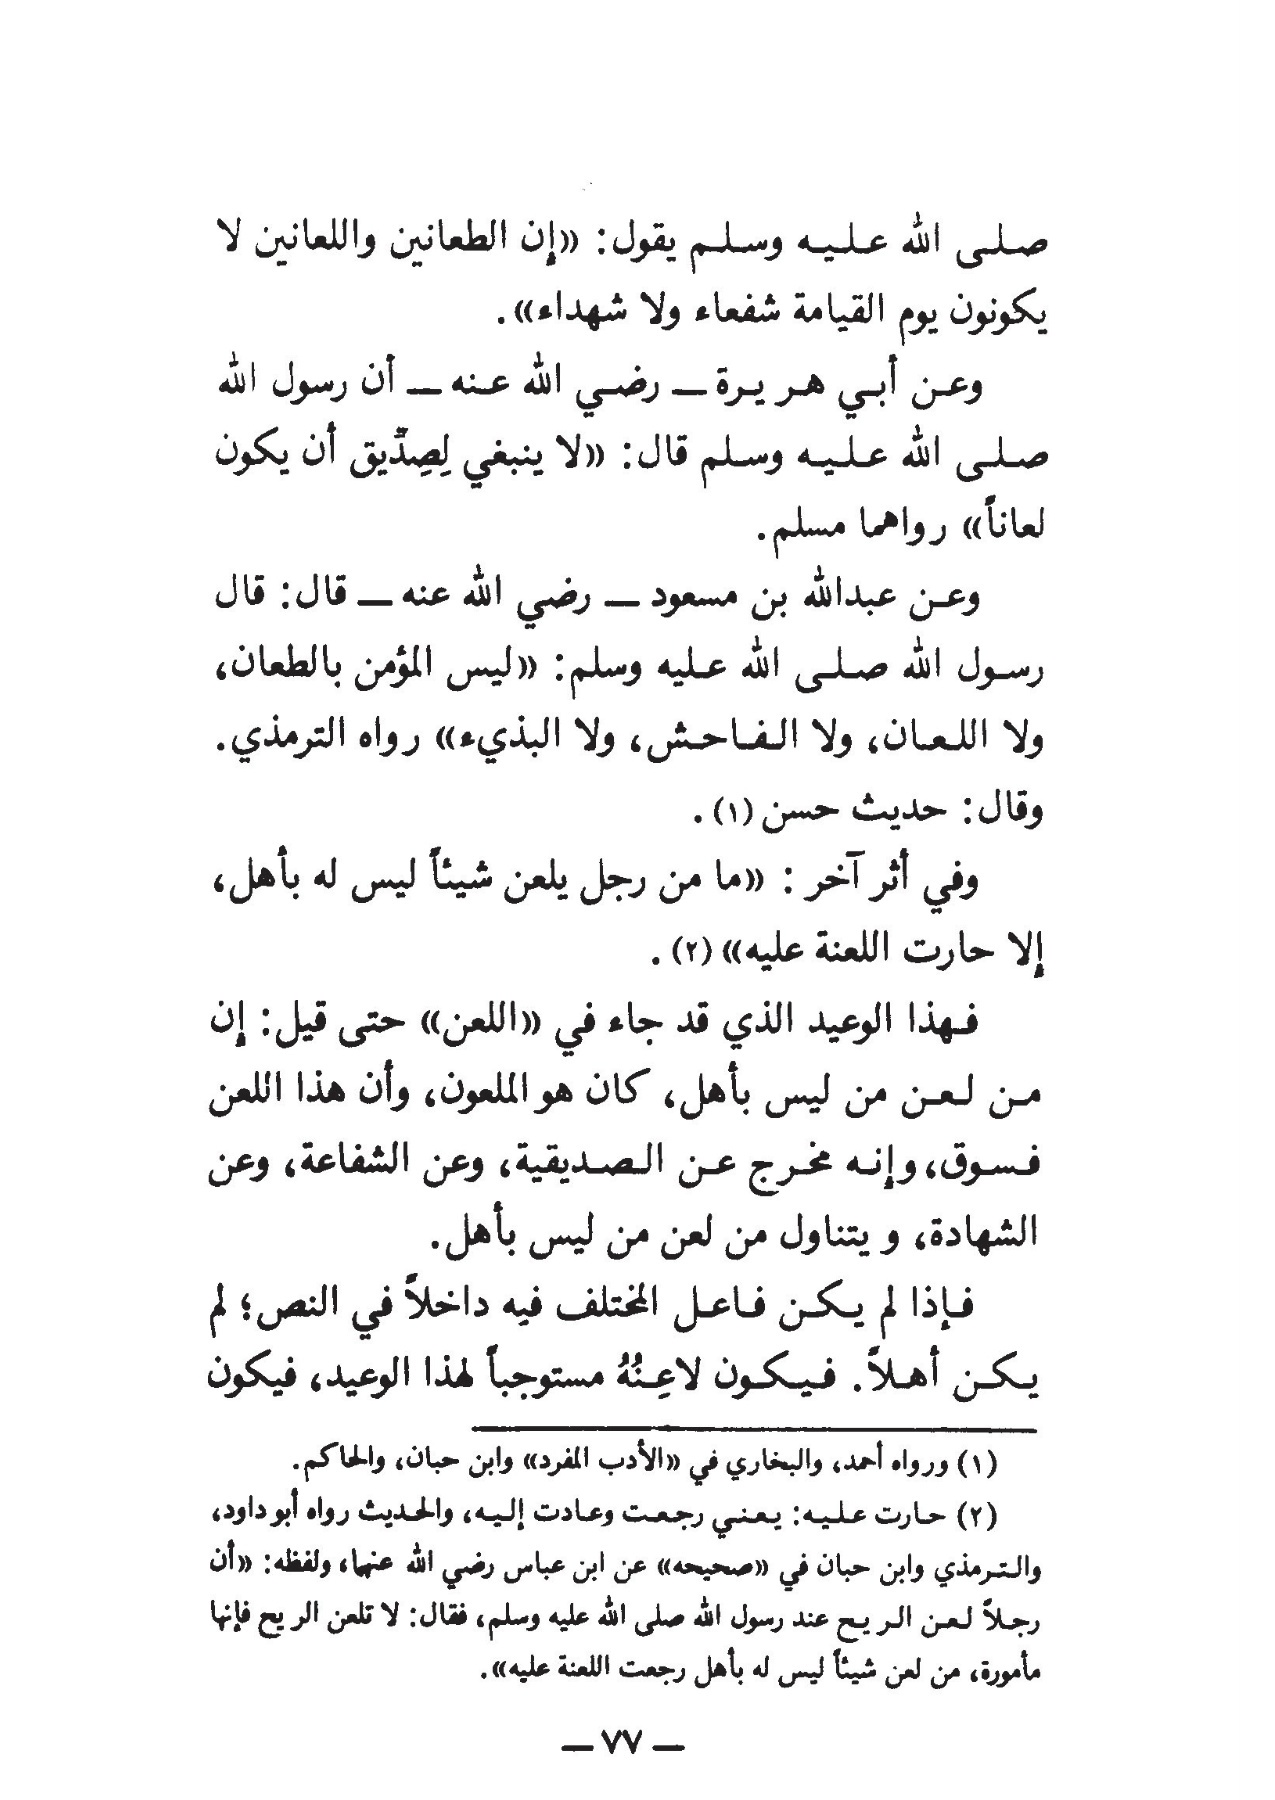 صلى الله عليه وسلم يقول: «إن الطعانين واللعانين لا
يكونون يوم القيامة شفعاء ولا شهداء».
وعن أبي هريرة — رضي الله عنه — أن رسول الله
صلى الله عليه وسلم قال: «لا ينبغي لِصِدِّيق أن يكون
لعاناً» رواهما مسلم.
وعن عبدالله بن مسعود — رضي الله عنه — قال: قال
رسول الله صلى الله عليه وسلم: «ليس المؤمن بالطعان،
ولا اللعان، ولا الفاحش، ولا البذيء» رواه الترمذي.
وقال: حديث حسن (١).
وفي أثر آخر: «ما من رجل يلعن شيئاً ليس له بأهل،
إلا حارت اللعنة عليه» (٢).
فهذا الوعيد الذي قد جاء في «اللعن» حتى قيل: إن
من لعن من ليس بأهل، كان هو الملعون، وأن هذا اللعن
فسوق، وإنه مخرج عن الصديقية، وعن الشفاعة، وعن
الشهادة، ويتناول من لعن من ليس بأهل.
فإذا لم يكن فاعل المختلف فيه داخلاً في النص؛ لم
يكن أهلاً. فيكون لاعِنُهُ مستوجباً لهذا الوعيد، فيكون
(١) ورواه أحمد، والبخاري في «الأدب المفرد» وابن حبان، والحاكم.
(٢) حارت عليه: يعني رجعت وعادت إليه، والحديث رواه أبو داود،
والترمذي وابن حبان في «صحيحه» عن ابن عباس رضي الله عنهما، ولفظه: «أن
رجلاً لعن الريح عند رسول الله صلى الله عليه وسلم، فقال: لا تلعن الريح فإنها
مأمورة، من لعن شيئاً ليس له بأهل رجعت اللعنة عليه».
— ٧٧ —